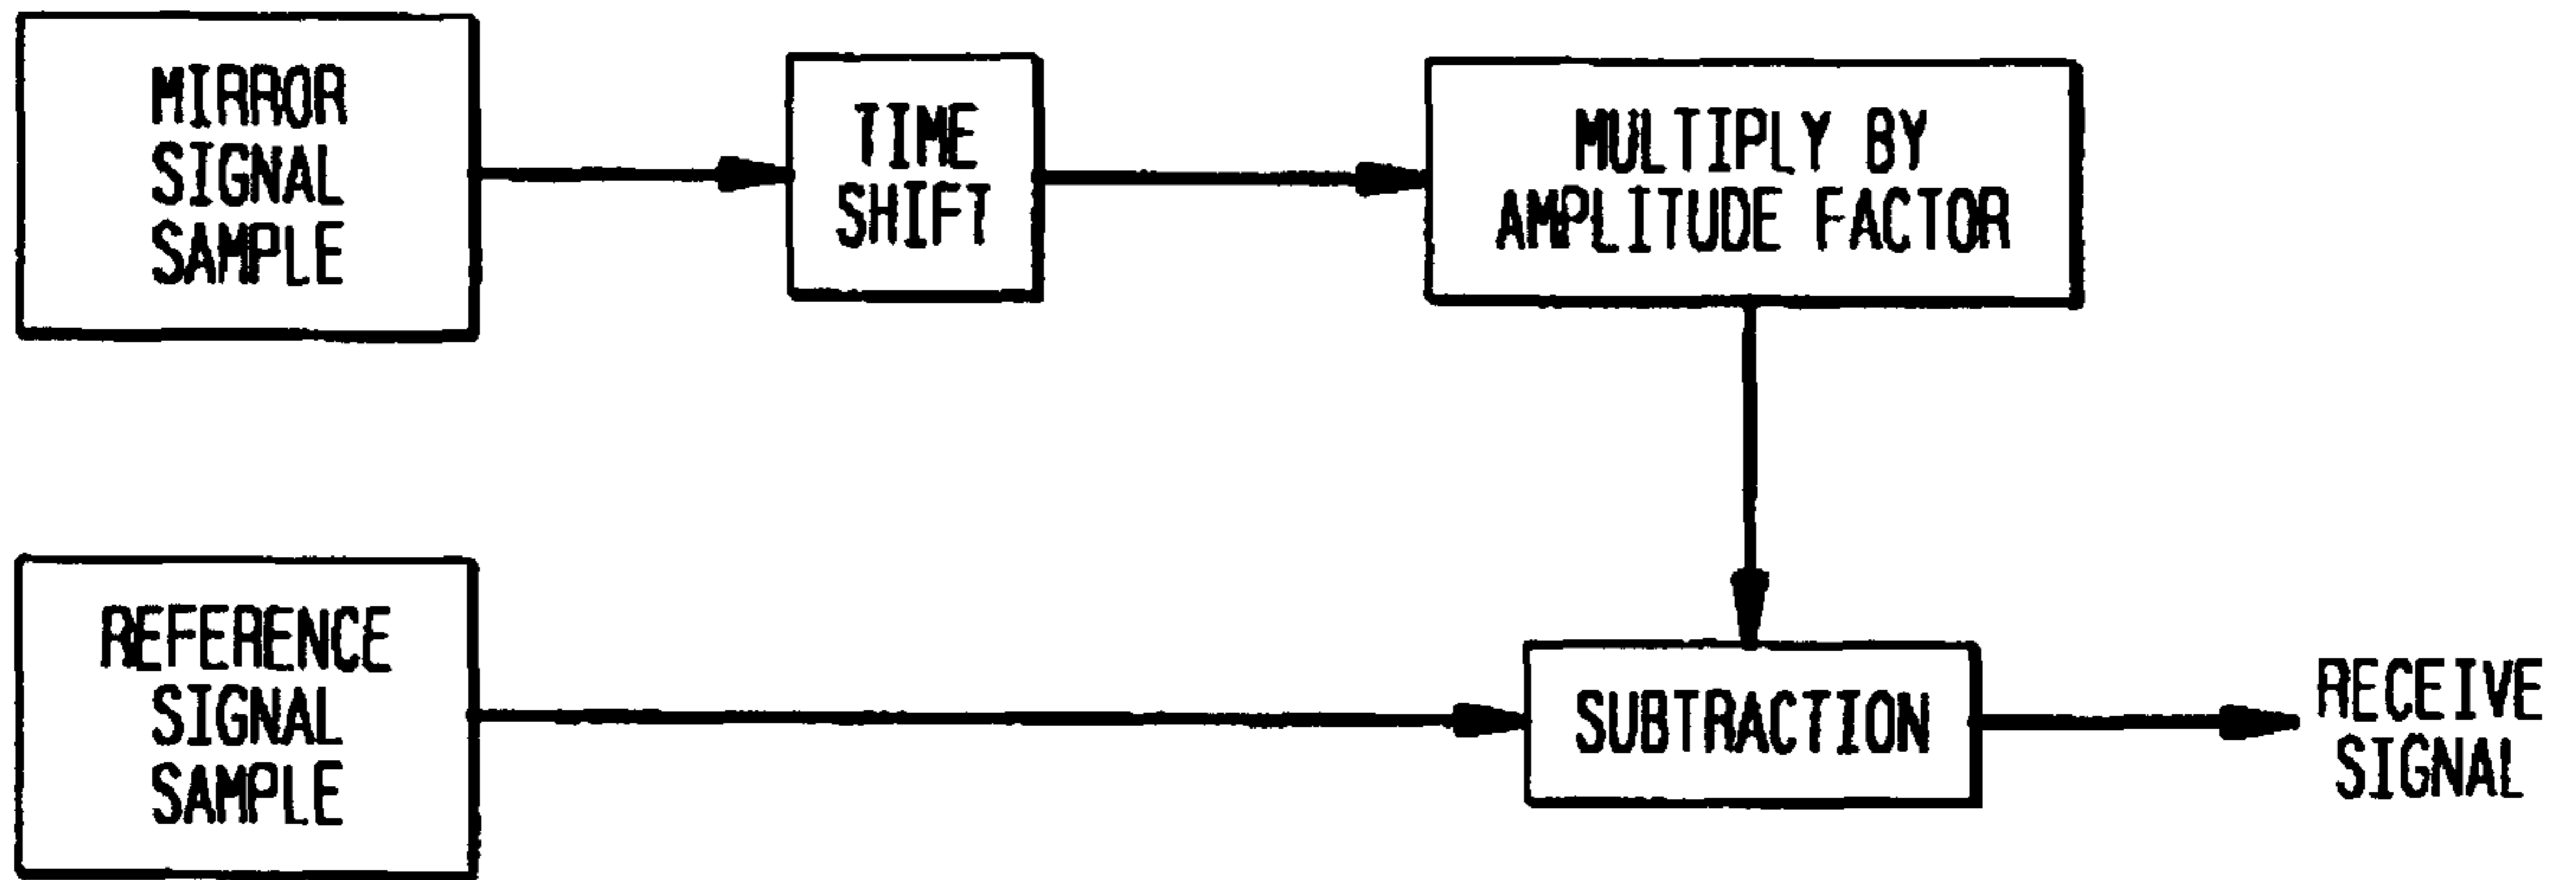 MIRROR
SIGNAL
SAMPLE
TIME
SHIFT
MULTIPLY BY
AMPLITUDE FACTOR
REFERENCE
SIGNAL
SAMPLE
SUBTRACTION
RECEIVE
SIGNAL